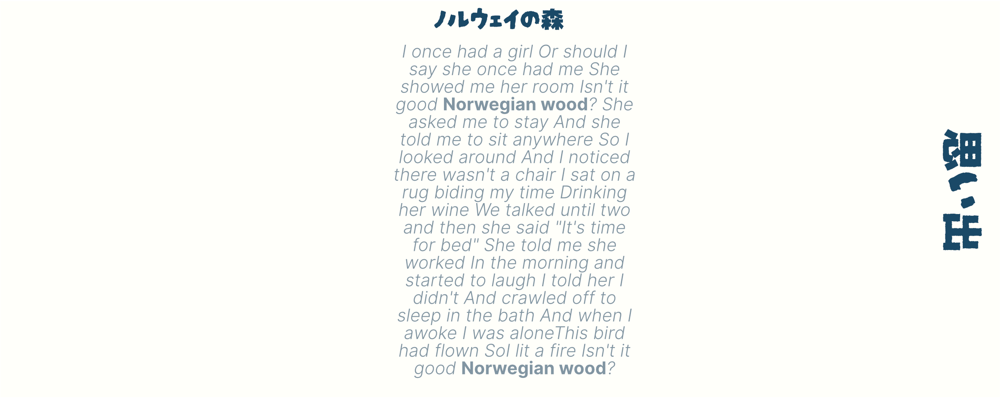 ノルウェイの森
I once had a girl Or should I
say she once had me She
showed me her room Isn't it
good Norwegian wood? She
asked me to stay And she
told me to sit anywhere So I
looked around And I noticed
there wasn't a chair I sat on a
rug biding my time Drinking
her wine We talked until two
and then she said "It's time
for bed" She told me she
worked In the morning and
started to laugh I told her I
didn't And crawled off to
sleep in the bath And when I
awoke I was aloneThis bird
had flown SoI lit a fire Isn't it
good Norwegian wood?
思い出